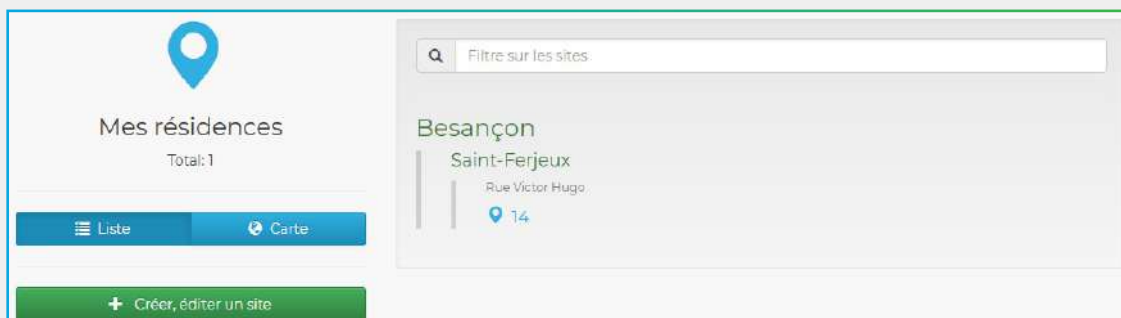 Mes résidences
Total: 1
Liste
Carte
Créer, éditer un site
Filtre sur les sites
Besançon
Saint-Ferjeux
Rue Victor Hugo
14